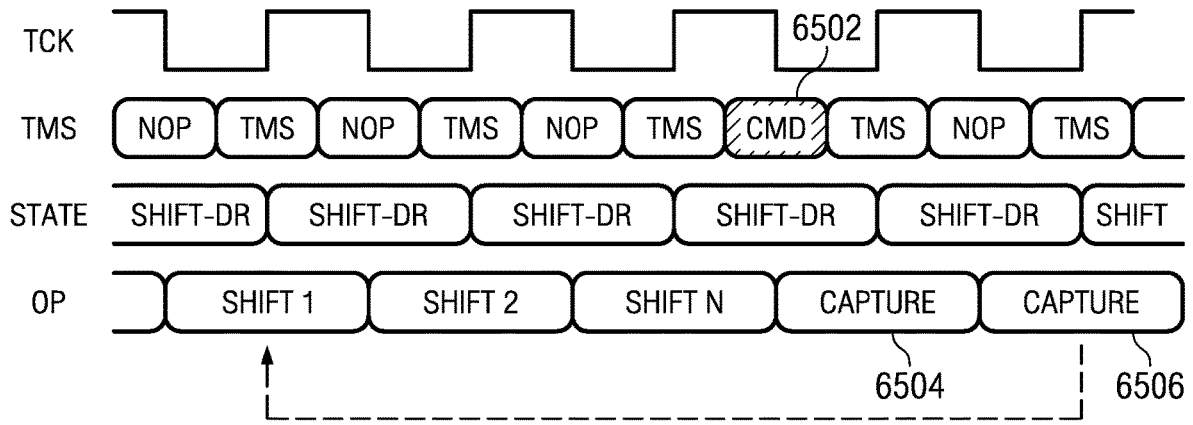 6502
TCK
TMS NOP TMS NOP TMS NOP TMS CMD TMS NOP TMS
STATE SHIFT-DR SHIFT-DR SHIFT-DR SHIFT-DR SHIFT-DR SHIFT
OP SHIFT 1 SHIFT 2 SHIFT N CAPTURE CAPTURE
6504 6506